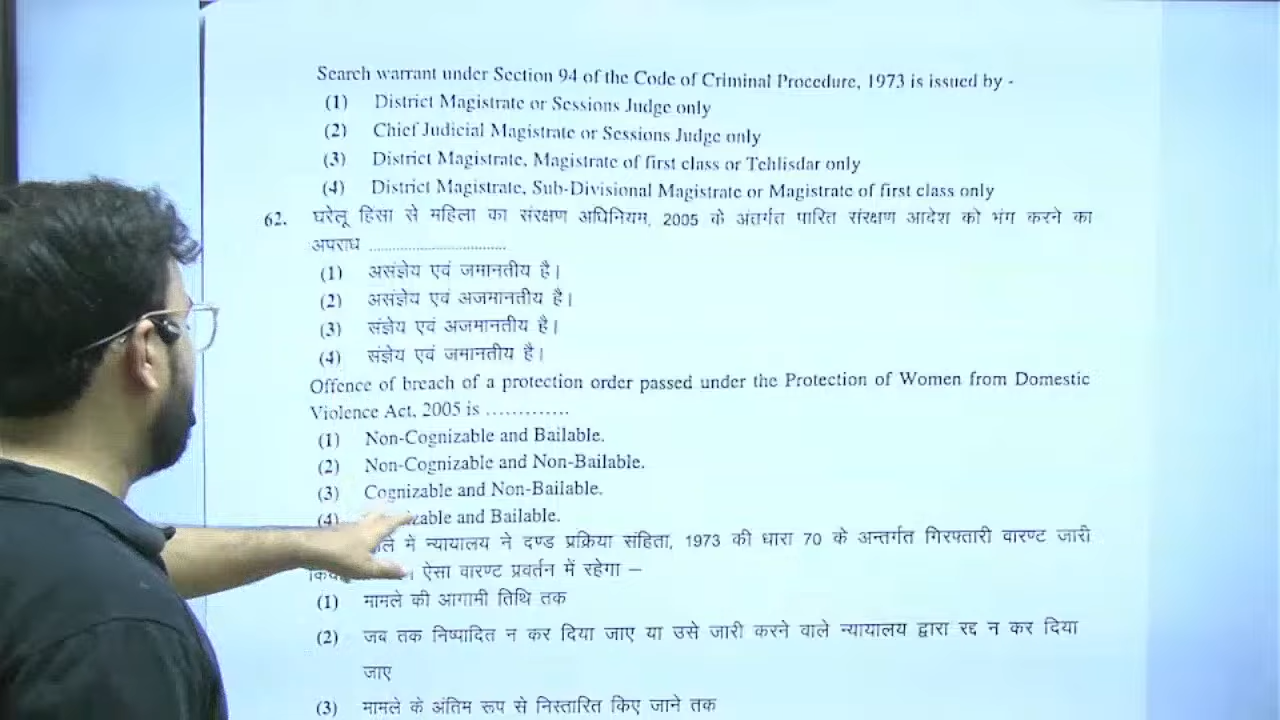 Search warrant under Section 94 of the Code of Criminal Procedure, 1973 is issued by -
(1) District Magistrate or Sessions Judge only
(2) Chief Judicial Magistrate or Sessions Judge only
(3) District Magistrate, Magistrate of first class or Tehlisdar only
(4) District Magistrate, Sub-Divisional Magistrate or Magistrate of first class only
62. घरेलू हिंसा से महिला का संरक्षण अधिनियम, 2005 के अंतर्गत पारित संरक्षण आदेश को भंग करने का
अपराध ..................................
(1) असंज्ञेय एवं जमानतीय है।
(2) असंज्ञेय एवं अजमानतीय है।
(3) संज्ञेय एवं अजमानतीय है।
(4) संज्ञेय एवं जमानतीय है।
Offence of breach of a protection order passed under the Protection of Women from Domestic
Violence Act, 2005 is .............
(1) Non-Cognizable and Bailable.
(2) Non-Cognizable and Non-Bailable.
(3) Cognizable and Non-Bailable.
(4) and Bailable.
में न्यायालय ने दण्ड प्रक्रिया संहिता, 1973 की धारा 70 के अन्तर्गत गिरफ्तारी वारण्ट जारी
ऐसा वारण्ट प्रवर्तन में रहेगा –
(1) मामले की आगामी तिथि तक
(2) जब तक निष्पादित न कर दिया जाए या उसे जारी करने वाले न्यायालय द्वारा रद्द न कर दिया
जाए
(3) मामले के अंतिम रूप से निस्तारित किए जाने तक